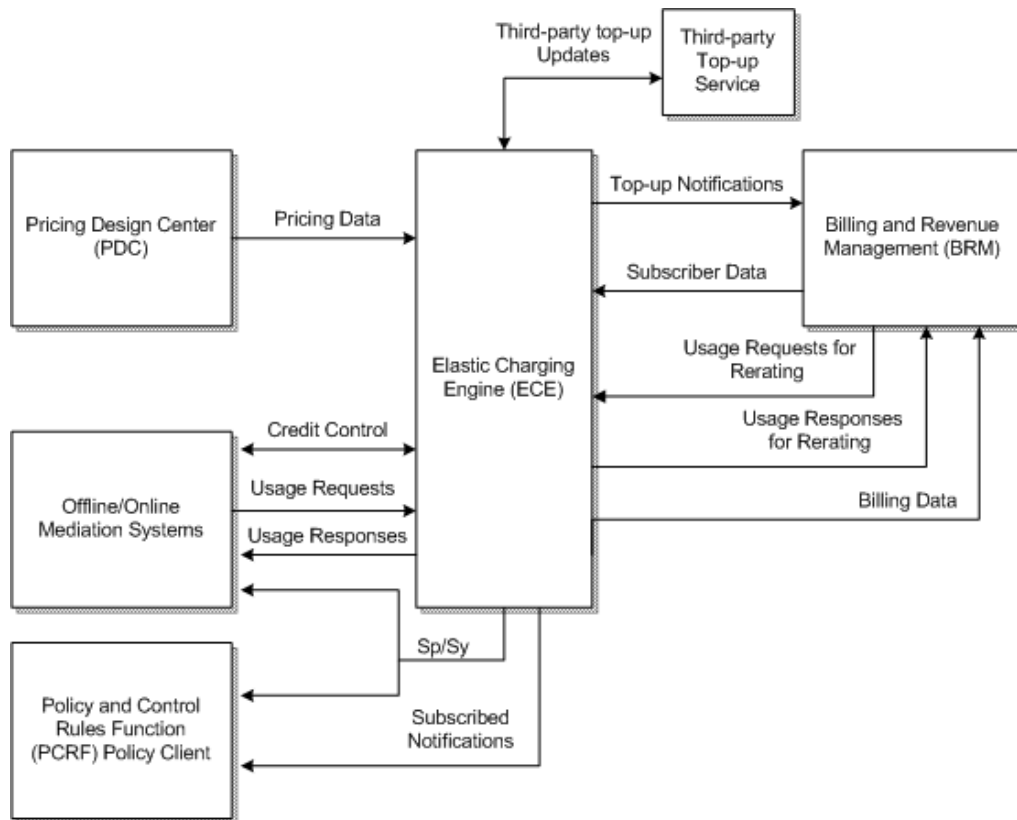 Third-party top-up
Updates
Third-party
Top-up
Service
Pricing Design Center
(PDC)
Pricing Data
Top-up Notifications
Billing and Revenue
Management (BRM)
Subscriber Data
Elastic Charging
Engine (ECE)
Usage Requests for
Rerating
Usage Responses
for Rerating
Billing Data
Credit Control
Usage Requests
Offline/Online
Mediation Systems
Usage Responses
Sp/Sy
Policy and Control
Rules Function
(PCRF) Policy Client
Subscribed
Notifications